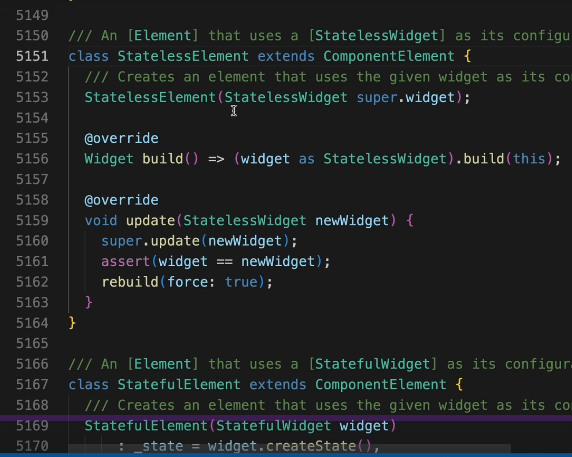 5149
5150 /// An [Element] that uses a [StatelessWidget] as its configu
5151 class StatelessElement extends ComponentElement {
5152 /// Creates an element that uses the given widget as its co
5153 StatelessElement(StatelessWidget super.widget);
5154
5155 @override
5156 Widget build() => (widget as StatelessWidget).build(this);
5157
5158 @override
5159 void update(StatelessWidget newWidget) {
5160 super.update(newWidget);
5161 assert(widget == newWidget);
5162 rebuild(force: true);
5163 }
5164 }
5165
5166 /// An [Element] that uses a [StatefulWidget] as its configur
5167 class StatefulElement extends ComponentElement {
5168 /// Creates an element that uses the given widget as its co
5169 StatefulElement(StatefulWidget widget)
5170 : _state = widget.createState(),